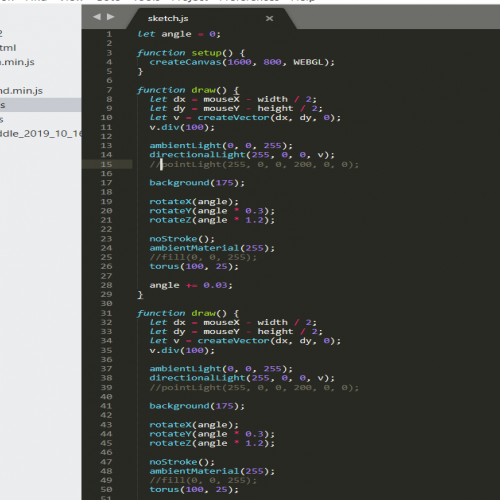 2
tml
.min.js
nd.min.js
s
s
ddle_2019_10_16
sketch.js ×
1 let angle = 0;
2
3 function setup() {
4 createCanvas(1600, 800, WEBGL);
5 }
6
7 function draw() {
8 let dx = mouseX - width / 2;
9 let dy = mouseY - height / 2;
10 let v = createVector(dx, dy, 0);
11 v.div(100);
12
13 ambientLight(0, 0, 255);
14 directionalLight(255, 0, 0, v);
15 //pointLight(255, 0, 0, 200, 0, 0);
16
17 background(175);
18
19 rotateX(angle);
20 rotateY(angle * 0.3);
21 rotateZ(angle * 1.2);
22
23 noStroke();
24 ambientMaterial(255);
25 //fill(0, 0, 255);
26 torus(100, 25);
27
28 angle += 0.03;
29 }
30
31 function draw() {
32 let dx = mouseX - width / 2;
33 let dy = mouseY - height / 2;
34 let v = createVector(dx, dy, 0);
35 v.div(100);
36
37 ambientLight(0, 0, 255);
38 directionalLight(255, 0, 0, v);
39 //pointLight(255, 0, 0, 200, 0, 0);
40
41 background(175);
42
43 rotateX(angle);
44 rotateY(angle * 0.3);
45 rotateZ(angle * 1.2);
46
47 noStroke();
48 ambientMaterial(255);
49 //fill(0, 0, 255);
50 torus(100, 25);
51